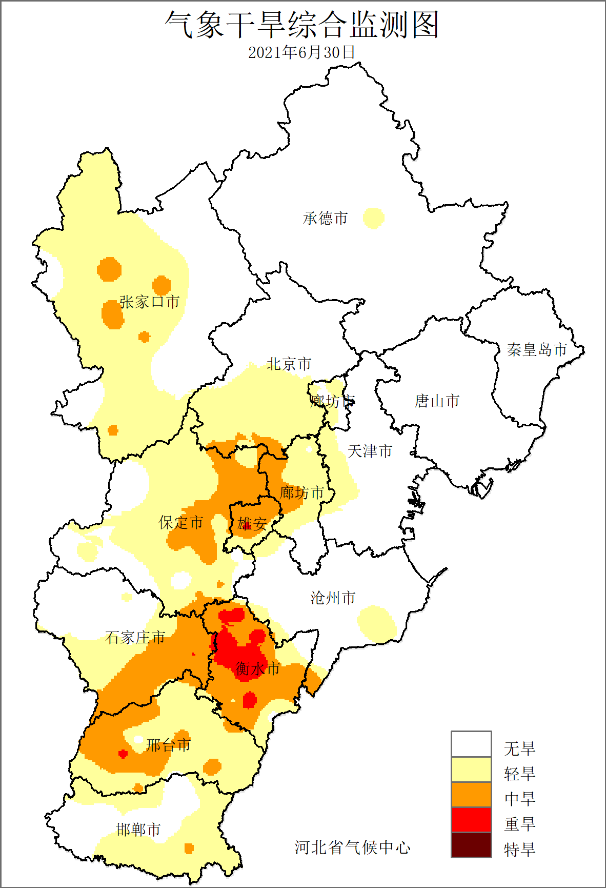 气象干旱综合监测图
2021年6月30日
承德市
张家口市
北京市
秦皇岛市
廊坊市
唐山市
天津市
廊坊市
保定市
雄安
沧州市
石家庄市
衡水市
邢台市
邯郸市
无旱
轻旱
中旱
重旱
特旱
河北省气候中心